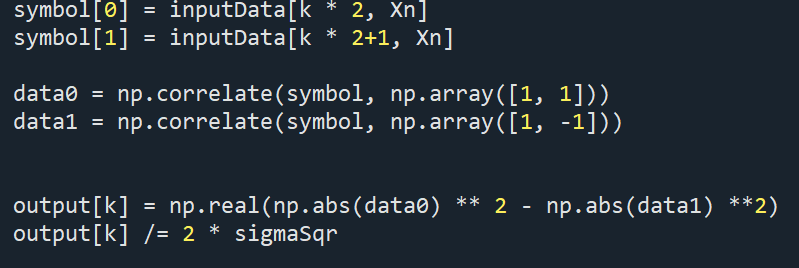 symbol[0] = inputData[k * 2, Xn]
symbol[1] = inputData[k * 2+1, Xn]
data0 = np.correlate(symbol, np.array([1, 1]))
data1 = np.correlate(symbol, np.array([1, -1]))
output[k] = np.real(np.abs(data0) ** 2 - np.abs(data1) **2)
output[k] /= 2 * sigmaSqr